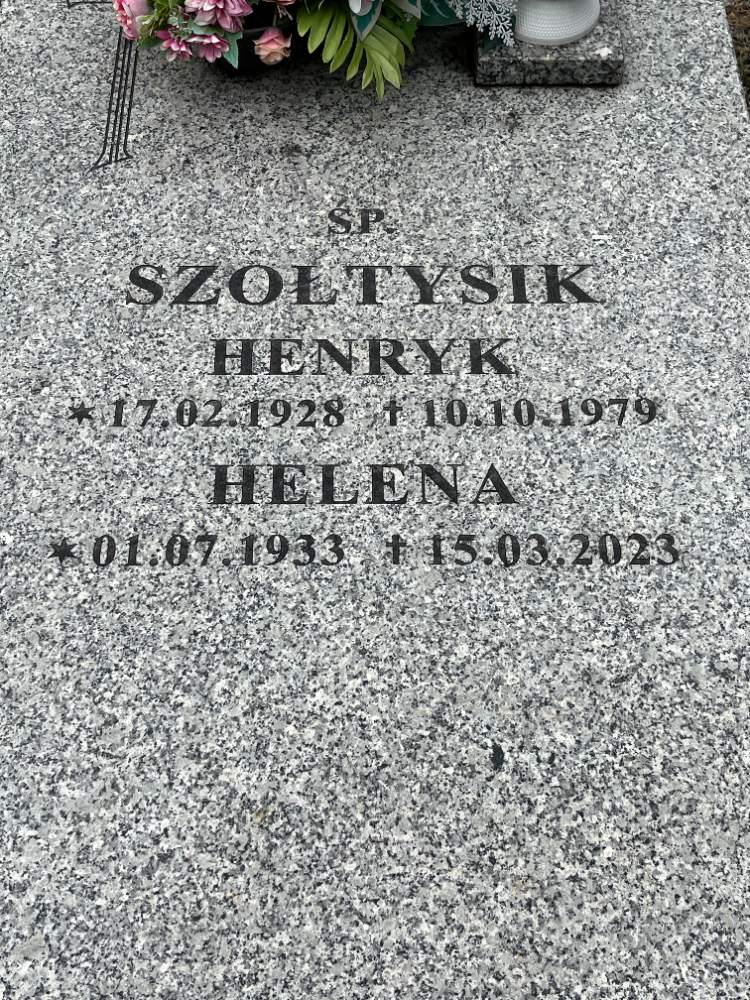 ŚP.
SZOŁTYSIK
HENRYK
* 17.02.1928 † 10.10.1979
HELENA
* 01.07.1933 † 15.03.2023